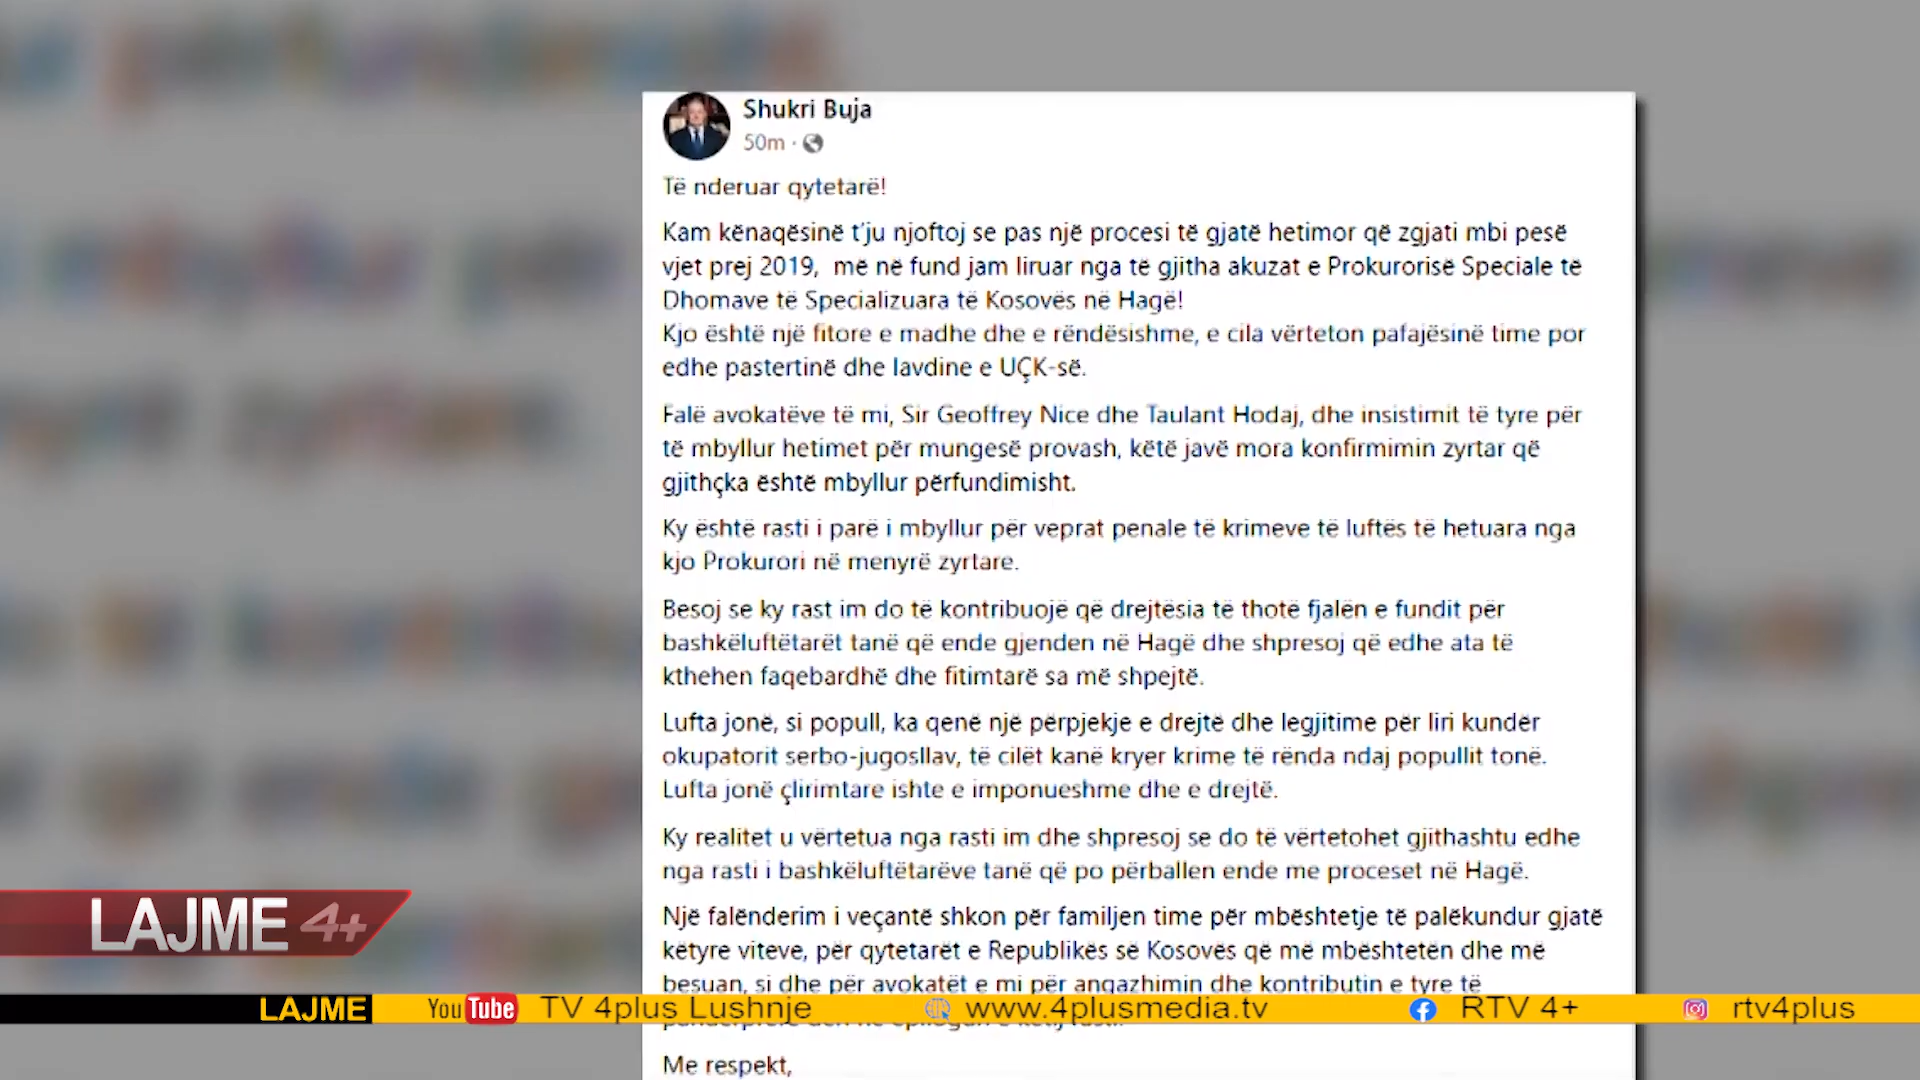 Shukri Buja
50m ·
Të nderuar qytetarë!
Kam kënaqësinë t'ju njoftoj se pas një procesi të gjatë hetimor që zgjati mbi pesë
vjet prej 2019, më në fund jam liruar nga të gjitha akuzat e Prokurorisë Speciale të
Dhomave të Specializuara të Kosovës në Hagë!
Kjo është një fitore e madhe dhe e rëndësishme, e cila vërteton pafajësinë time por
edhe pastertinë dhe lavdine e UÇK-së.
Falë avokatëve të mi, Sir Geoffrey Nice dhe Taulant Hodaj, dhe insistimit të tyre për
të mbyllur hetimet për mungesë provash, këtë javë mora konfirmimin zyrtar që
gjithçka është mbyllur përfundimisht.
Ky është rasti i parë i mbyllur për veprat penale të krimeve të luftës të hetuara nga
kjo Prokurori në menyrë zyrtare.
Besoj se ky rast im do të kontribuojë që drejtësia të thotë fjalën e fundit për
bashkëluftëtarët tanë që ende gjenden në Hagë dhe shpresoj që edhe ata të
kthehen faqebardhë dhe fitimtarë sa më shpejtë.
Lufta jonë, si popull, ka qenë një përpjekje e drejtë dhe legjitime për liri kundër
okupatorit serbo-jugosllav, të cilët kanë kryer krime të rënda ndaj popullit tonë.
Lufta jonë çlirimtare ishte e imponueshme dhe e drejtë.
Ky realitet u vërtetua nga rasti im dhe shpresoj se do të vërtetohet gjithashtu edhe
nga rasti i bashkëluftëtarëve tanë që po përballen ende me proceset në Hagë.
Një falënderim i veçantë shkon për familjen time për mbështetje të palëkundur gjatë
këtyre viteve, për qytetarët e Republikës së Kosovës që më mbështetën dhe më
besuan, si dhe për avokatët e mi për angazhimin dhe kontributin e tyre të
Me respekt,
LAJME 4+
LAJME YouTube TV 4plus Lushnje www.4plusmedia.tv RTV 4+ rtv4plus